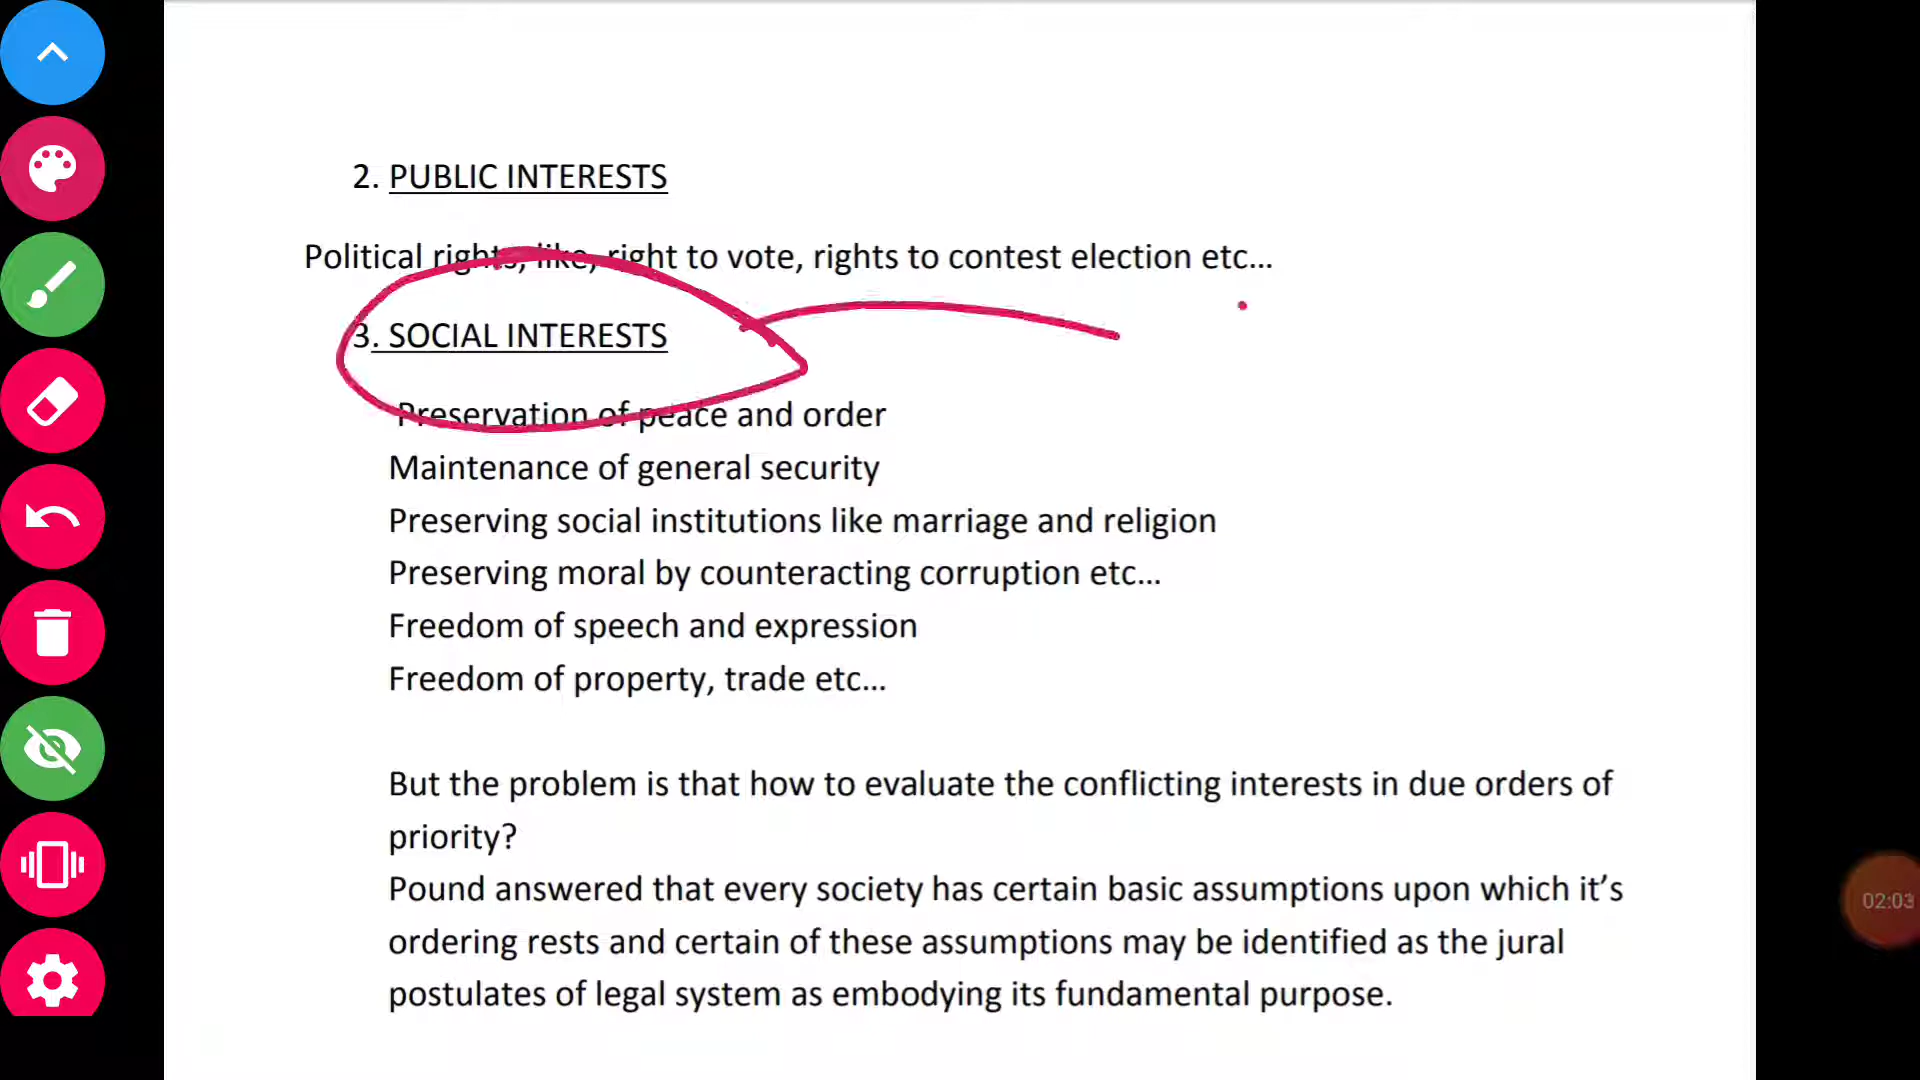 2. PUBLIC INTERESTS
Political rights, like, right to vote, rights to contest election etc...
3. SOCIAL INTERESTS
Preservation of peace and order
Maintenance of general security
Preserving social institutions like marriage and religion
Preserving moral by counteracting corruption etc...
Freedom of speech and expression
Freedom of property, trade etc...
But the problem is that how to evaluate the conflicting interests in due orders of
priority?
Pound answered that every society has certain basic assumptions upon which it's
ordering rests and certain of these assumptions may be identified as the jural
postulates of legal system as embodying its fundamental purpose.
02:03